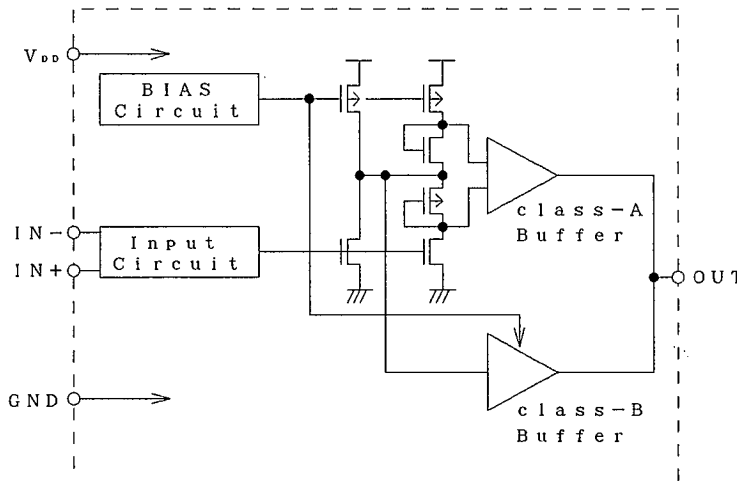 VDD
BIAS
Circuit
IN-
Input
Circuit
IN+
class-A
Buffer
OUT
GND
class-B
Buffer